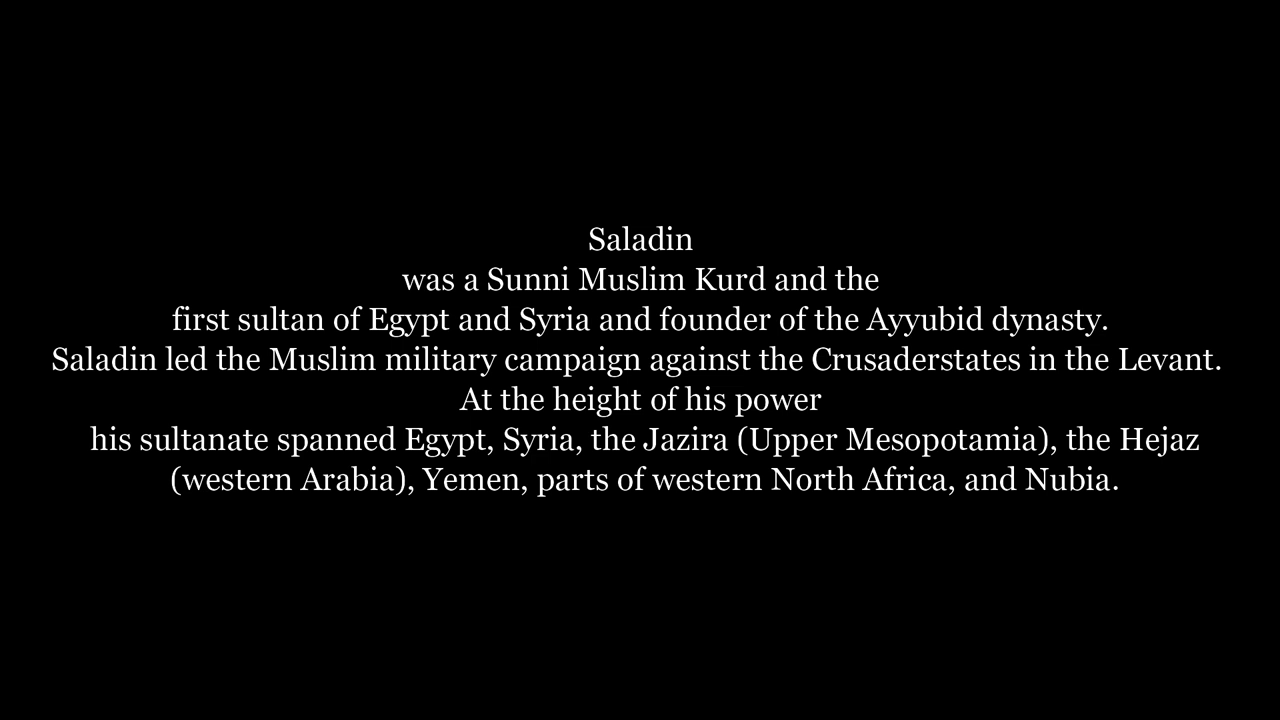 Saladin
was a Sunni Muslim Kurd and the
first sultan of Egypt and Syria and founder of the Ayyubid dynasty.
Saladin led the Muslim military campaign against the Crusaderstates in the Levant.
At the height of his power
his sultanate spanned Egypt, Syria, the Jazira (Upper Mesopotamia), the Hejaz
(western Arabia), Yemen, parts of western North Africa, and Nubia.